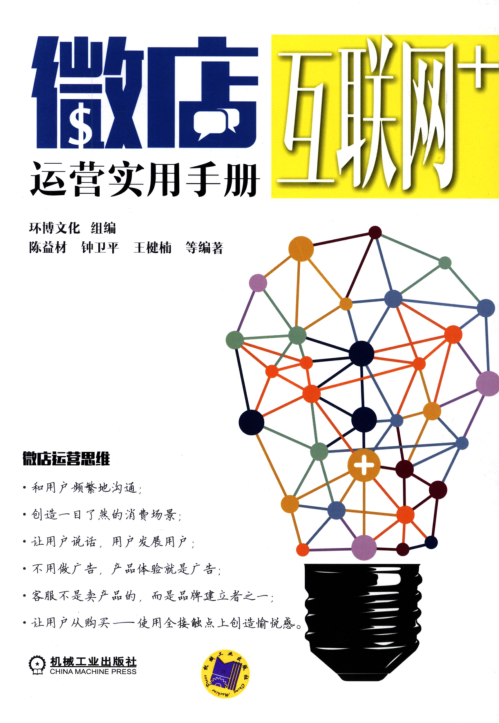 微店
互联网+
运营实用手册
环博文化 组编
陈益材 钟卫平 王楗楠 等编著
微店运营思维
·和用户频繁地沟通;
·创造一目了然的消费场景;
·让用户说话,用户发展用户;
·不用做广告,产品体验就是广告;
·客服不是卖产品的,而是品牌建立者之一;
·让用户从购买——使用全接触点上创造愉悦感。
机械工业出版社
CHINA MACHINE PRESS